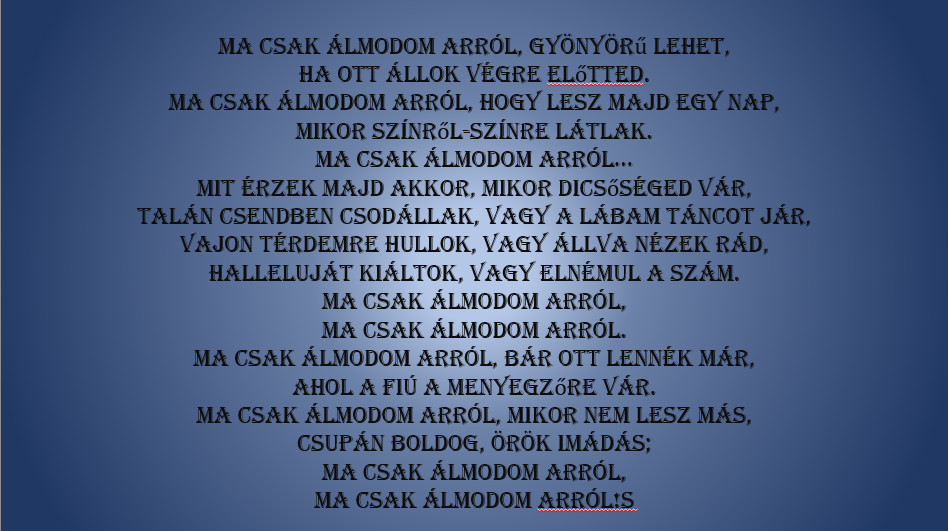 MA CSAK ÁLMODOM ARRÓL, GYÖNYÖRŰ LEHET,
HA OTT ÁLLOK VÉGRE ELŐTTED.
MA CSAK ÁLMODOM ARRÓL, HOGY LESZ MAJD EGY NAP,
MIKOR SZÍNRŐL-SZÍNRE LÁTLAK.
MA CSAK ÁLMODOM ARRÓL...
MIT ÉRZEK MAJD AKKOR, MIKOR DICSŐSÉGED VÁR,
TALÁN CSENDBEN CSODÁLLAK, VAGY A LÁBAM TÁNCOT JÁR,
VAJON TÉRDEMRE HULLOK, VAGY ÁLLVA NÉZEK RÁD,
HALLELUJÁT KIÁLTOK, VAGY ELNÉMUL A SZÁM.
MA CSAK ÁLMODOM ARRÓL,
MA CSAK ÁLMODOM ARRÓL.
MA CSAK ÁLMODOM ARRÓL, BÁR OTT LENNÉK MÁR,
AHOL A FIÚ A MENYEGZŐRE VÁR.
MA CSAK ÁLMODOM ARRÓL, MIKOR NEM LESZ MÁS,
CSUPÁN BOLDOG, ÖRÖK IMÁDÁS;
MA CSAK ÁLMODOM ARRÓL,
MA CSAK ÁLMODOM ARRÓL!S